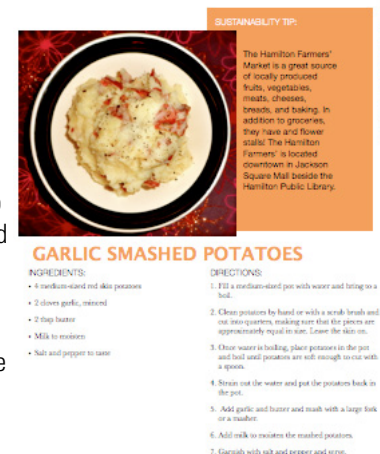 SUSTAINABILITY TIP:
The Hamilton Farmers'
Market is a great source
of locally produced
fruits, vegetables,
meats, cheeses,
breads, and baking. In
addition to groceries,
they have and flower
stalls! The Hamilton
Farmers' is located
downtown in Jackson
Square Mall beside the
Hamilton Public Library.
GARLIC SMASHED POTATOES
INGREDIENTS:
• 4 medium-sized red skin potatoes
• 2 cloves garlic, minced
• 2 tbsp butter
• Milk to moisten
• Salt and pepper to taste
DIRECTIONS:
1. Fill a medium-sized pot with water and bring to a
boil.
2. Clean potatoes by hand or with a scrub brush and
cut into quarters, making sure that the pieces are
approximately equal in size. Leave the skin on.
3. Once water is boiling, place potatoes in the pot
and boil until potatoes are soft enough to cut with
a spoon.
4. Strain out the water and put the potatoes back in
the pot.
5. Add garlic and butter and mash with a large fork
or a masher.
6. Add milk to moisten the mashed potatoes.
7. Garnish with salt and pepper and serve.